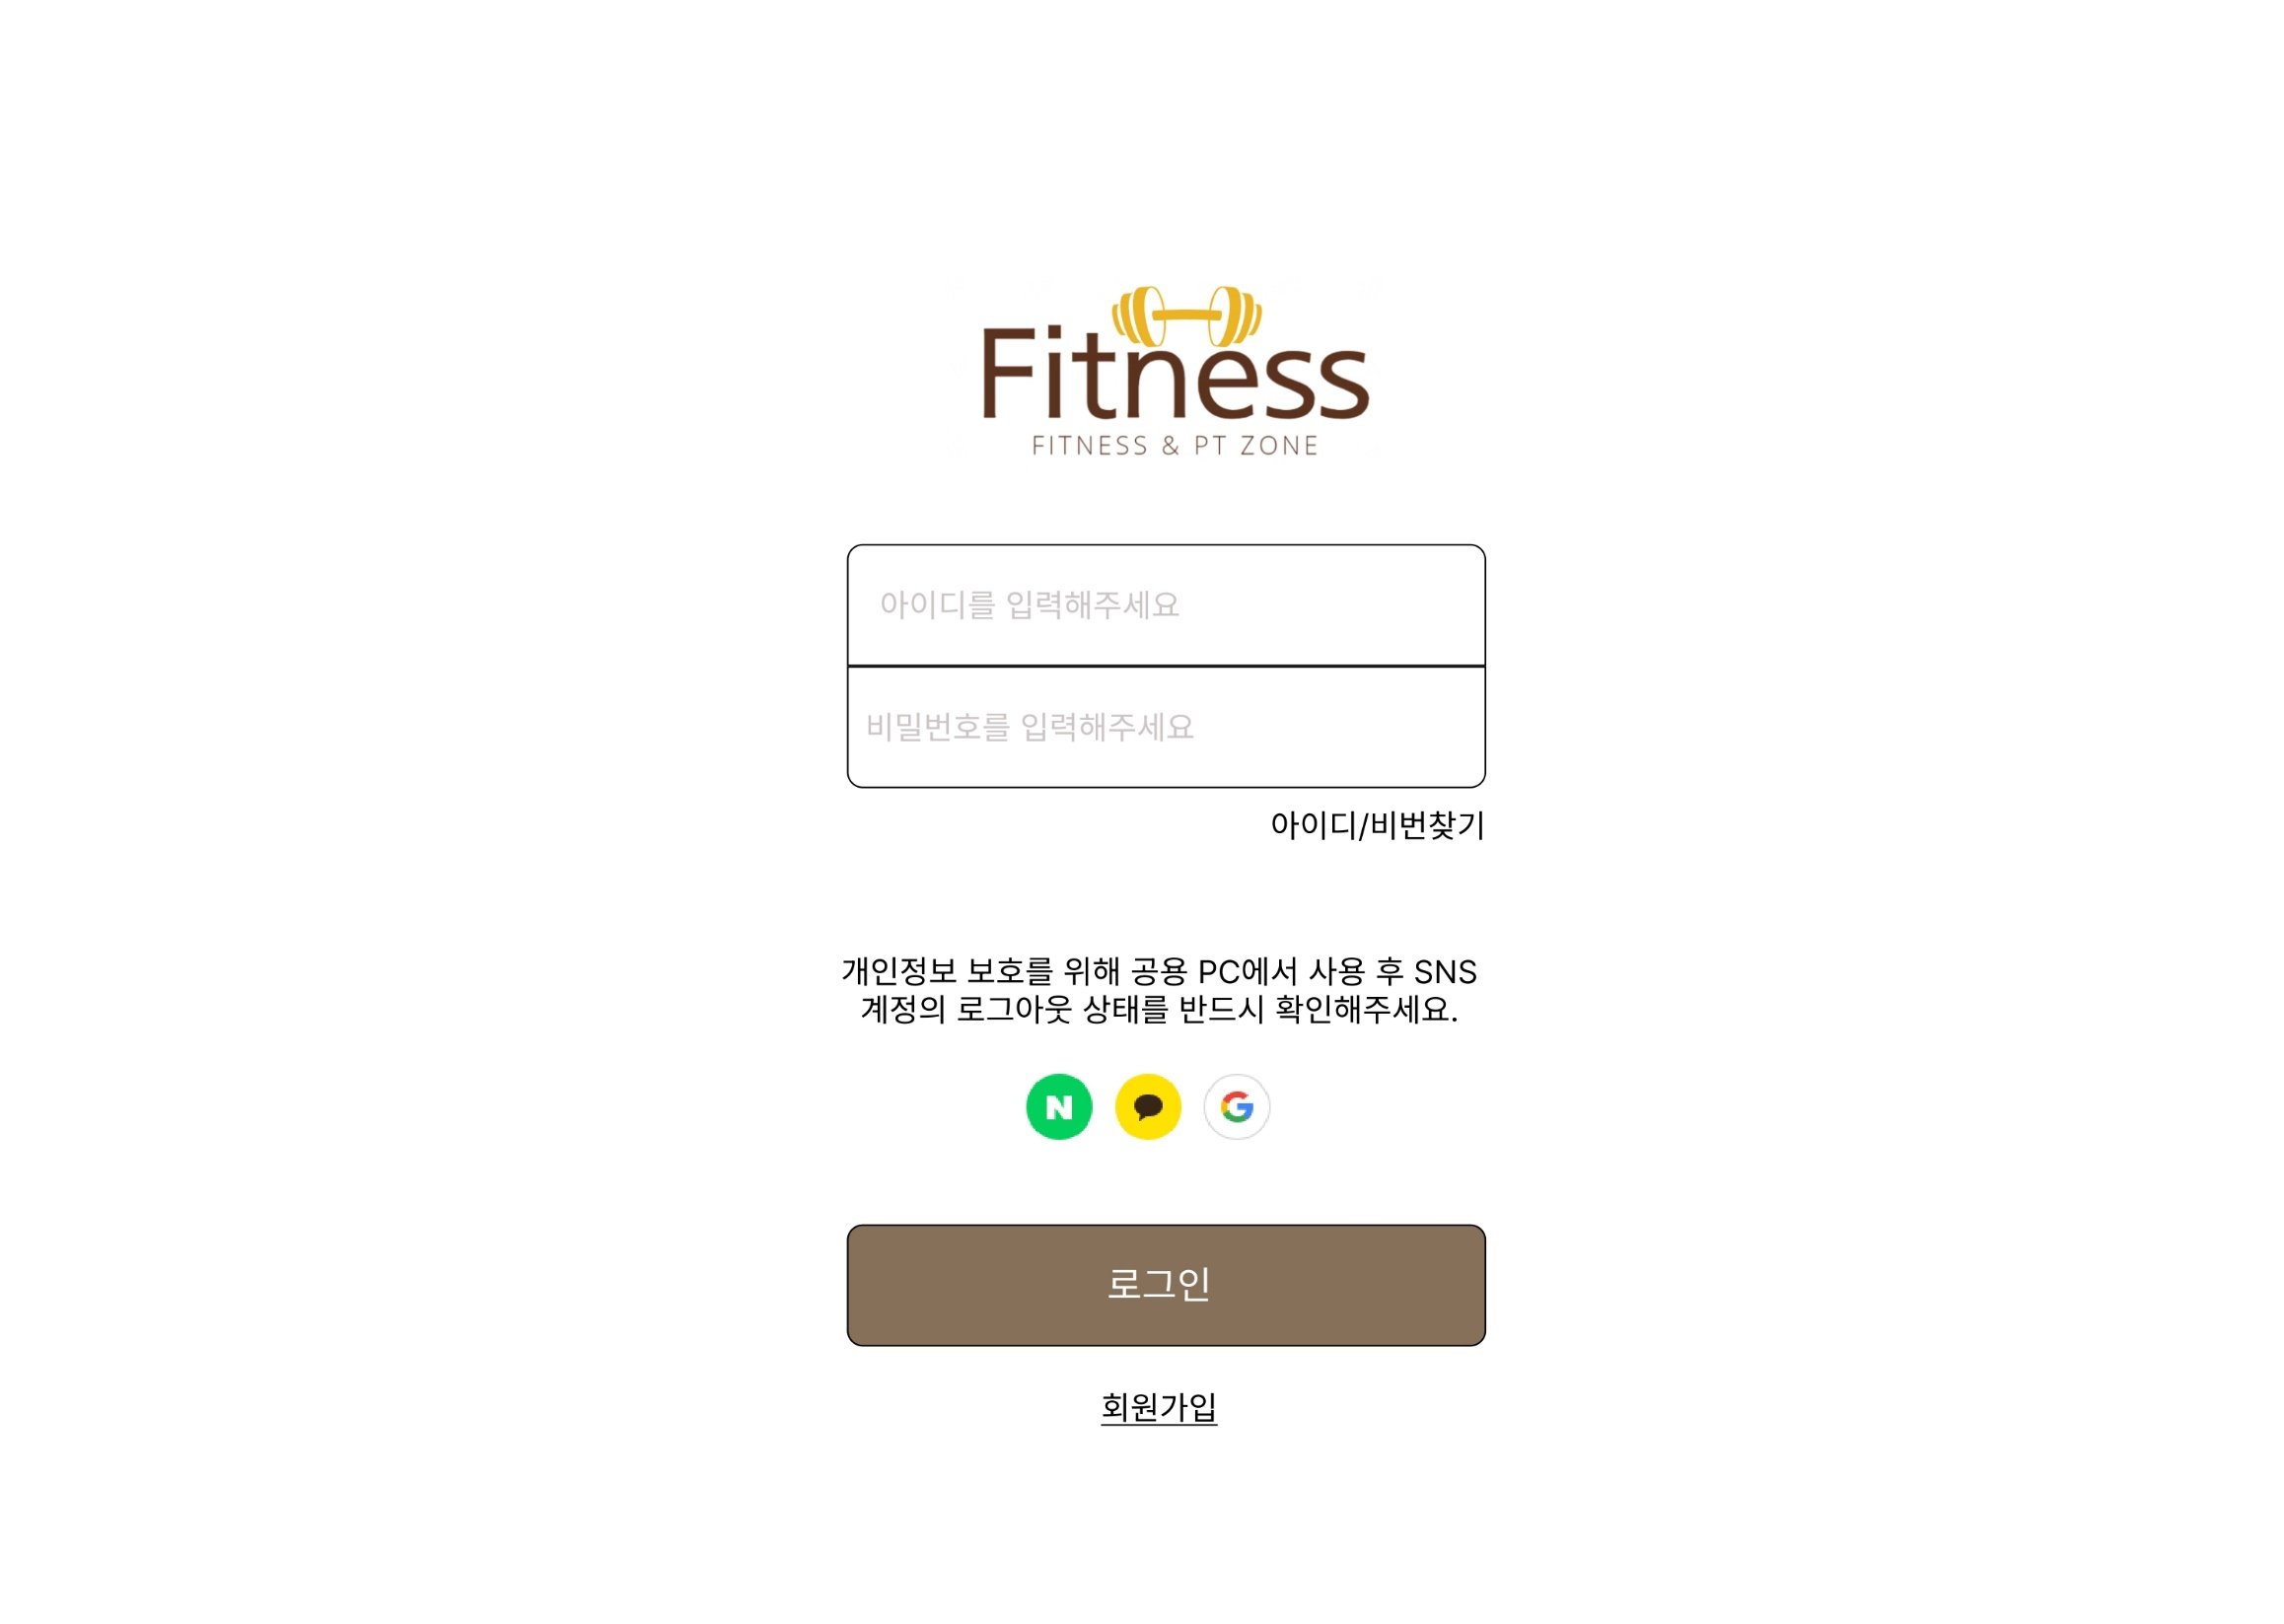 Fitness
FITNESS & PT ZONE
아이디를 입력해주세요
비밀번호를 입력해주세요
아이디/비번찾기
개인정보 보호를 위해 공용 PC에서 사용 후 SNS
계정의 로그아웃 상태를 반드시 확인해주세요.
N
G
로그인
회원가입